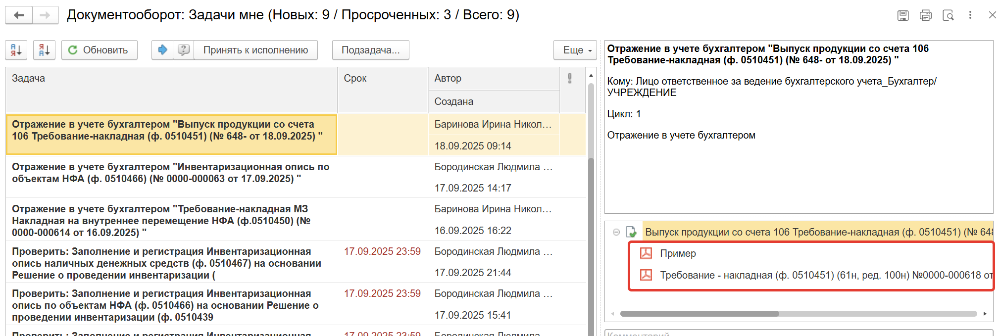 Документооборот: Задачи мне (Новых: 9 / Просроченных: 3 / Всего: 9)
Обновить
Принять к исполнению
Подзадача...
Еще
Задача
Срок
Автор
Создана
Отражение в учете бухгалтером "Выпуск продукции со счета
106 Требование-накладная (ф. 0510451) (№ 648- от 18.09.2025) "
Баринова Ирина Никол…
18.09.2025 09:14
Отражение в учете бухгалтером "Инвентаризационная опись по
объектам НФА (ф. 0510466) (№ 0000-000063 от 17.09.2025) "
Бородинская Людмила …
17.09.2025 14:17
Отражение в учете бухгалтером "Требование-накладная МЗ
Накладная на внутреннее перемещение НФА (ф.0510450) (№
0000-000614 от 16.09.2025) "
Баринова Ирина Никол…
16.09.2025 16:22
Проверить: Заполнение и регистрация Инвентаризационная
опись наличных денежных средств (ф. 0510467) на основании
Решение о проведении инвентаризации (
17.09.2025 23:59
Бородинская Людмила …
17.09.2025 21:44
Проверить: Заполнение и регистрация Инвентаризационная
опись по объектам НФА (ф. 0510466) на основании Решение о
проведении инвентаризации (ф. 0510439
17.09.2025 23:59
Бородинская Людмила …
17.09.2025 15:41
Проверить: Заполнение и регистрация Инвентаризационная
17.09.2025 23:59
Бородинская Людмила …
Отражение в учете бухгалтером "Выпуск продукции со счета 106
Требование-накладная (ф. 0510451) (№ 648- от 18.09.2025) "
Кому: Лицо ответственное за ведение бухгалтерского учета_Бухгалтер/
УЧРЕЖДЕНИЕ
Цикл: 1
Отражение в учете бухгалтером
Выпуск продукции со счета 106 Требование-накладная (ф. 0510451) (№ 648
Пример
Требование - накладная (ф. 0510451) (61н, ред. 100н) №0000-000618 от
Комментарий